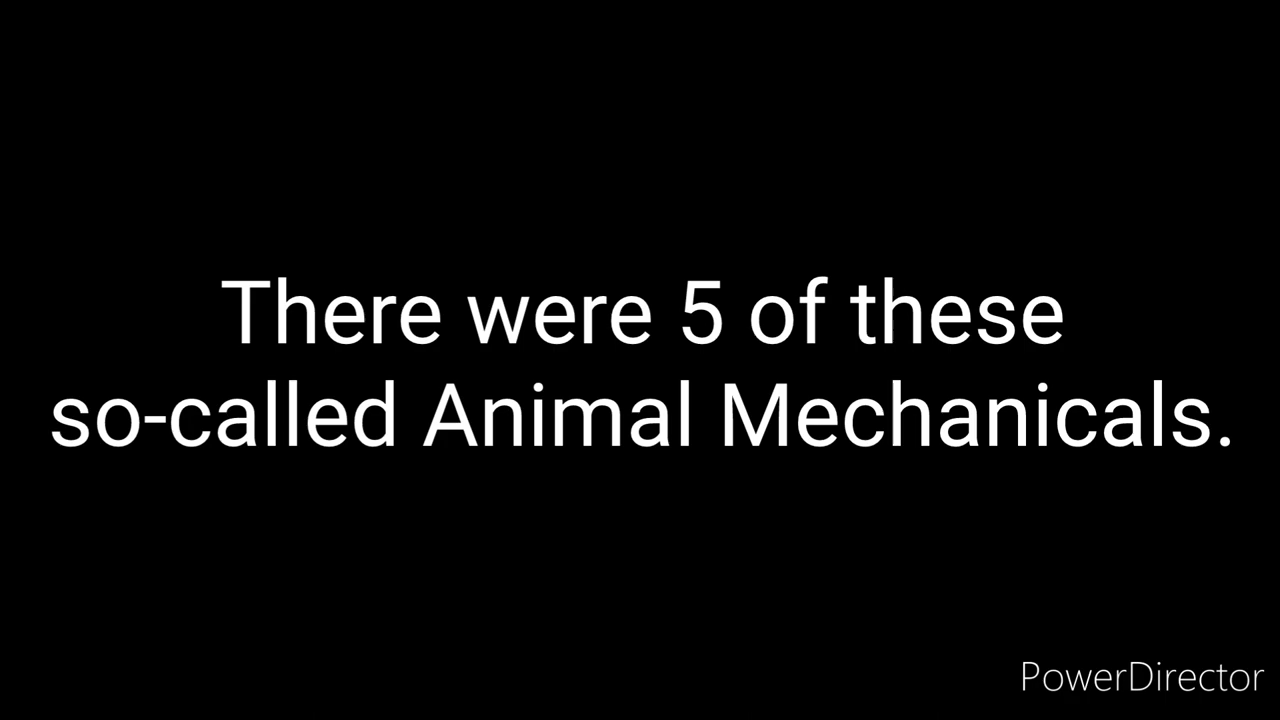 There were 5 of these
so-called Animal Mechanicals.
PowerDirector